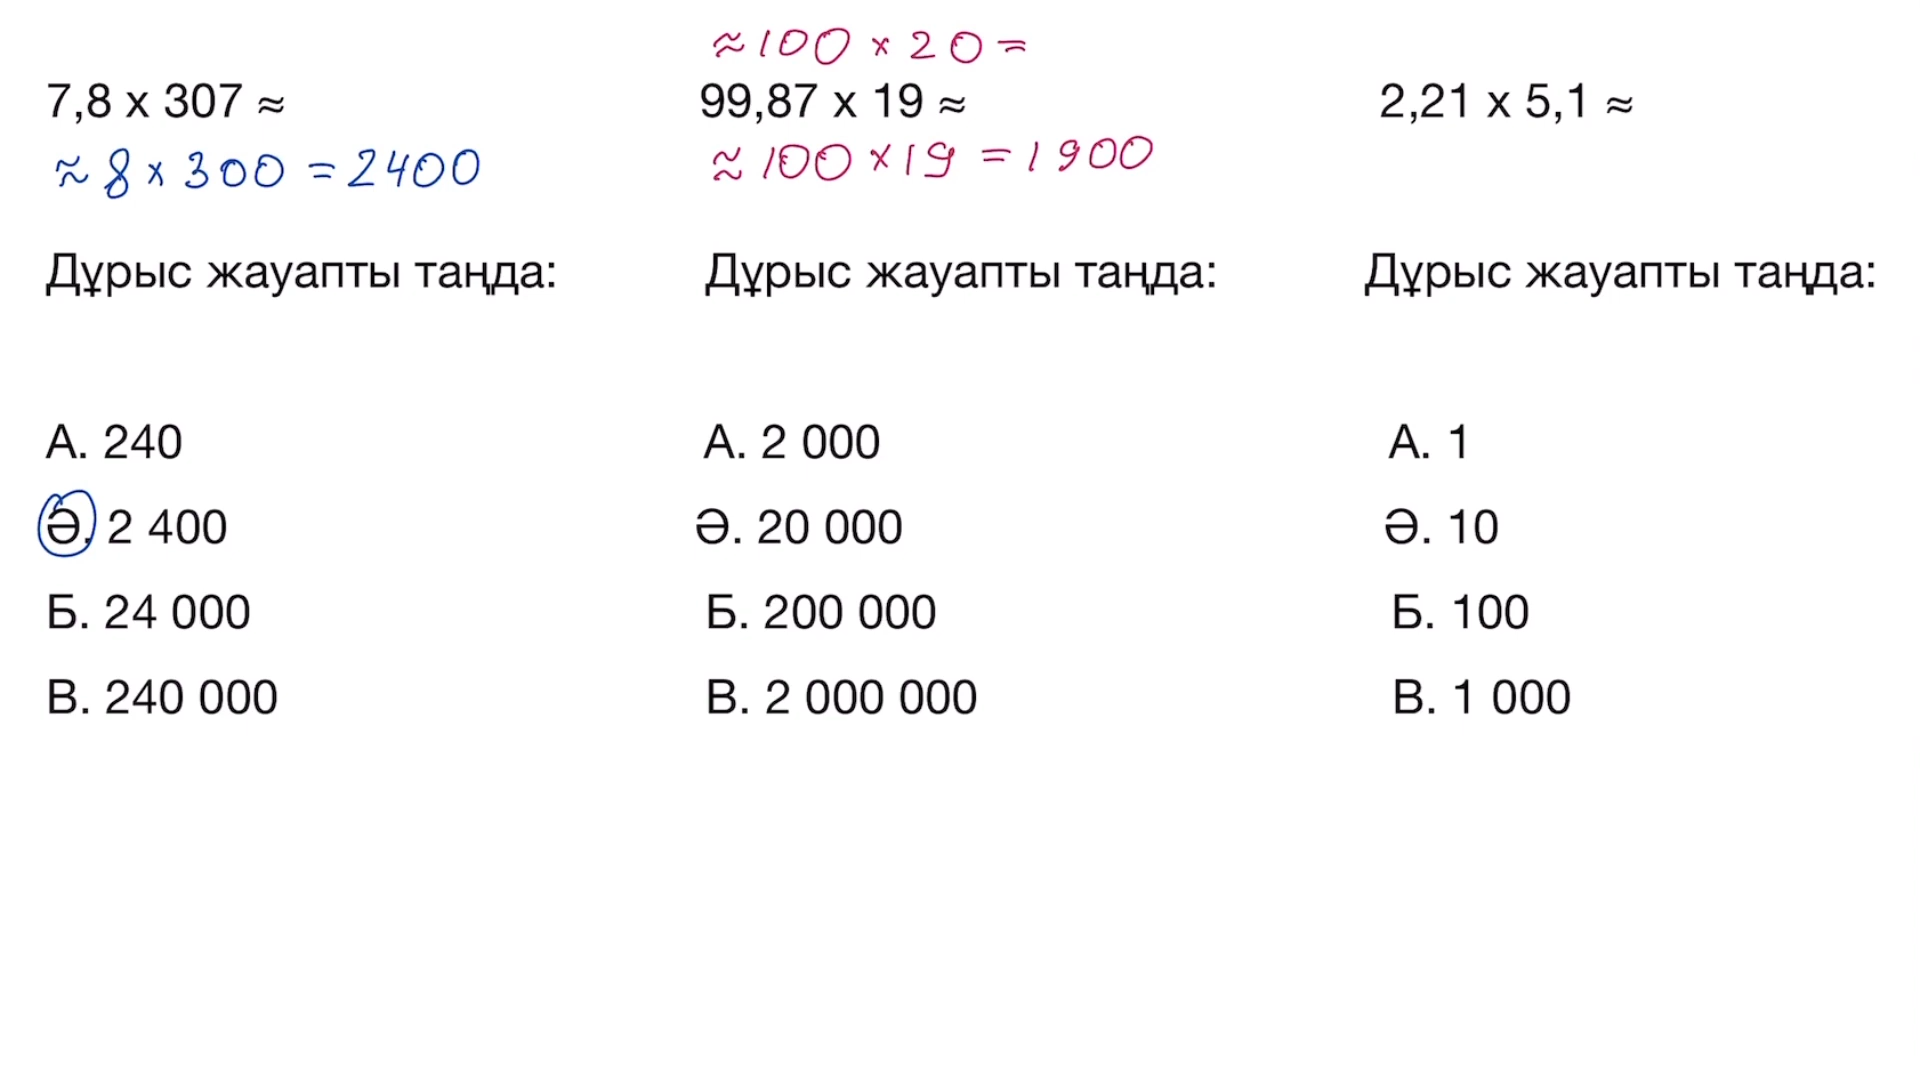 7,8 x 307 ≈
≈ 8 × 300 = 2400
Дұрыс жауапты таңда:
А. 240
Ә. 2 400
Б. 24 000
В. 240 000
≈ 100 × 20 =
99,87 x 19 ≈
≈ 100 × 19 = 1900
Дұрыс жауапты таңда:
А. 2 000
Ә. 20 000
Б. 200 000
В. 2 000 000
2,21 x 5,1 ≈
Дұрыс жауапты таңда:
А. 1
Ә. 10
Б. 100
В. 1 000